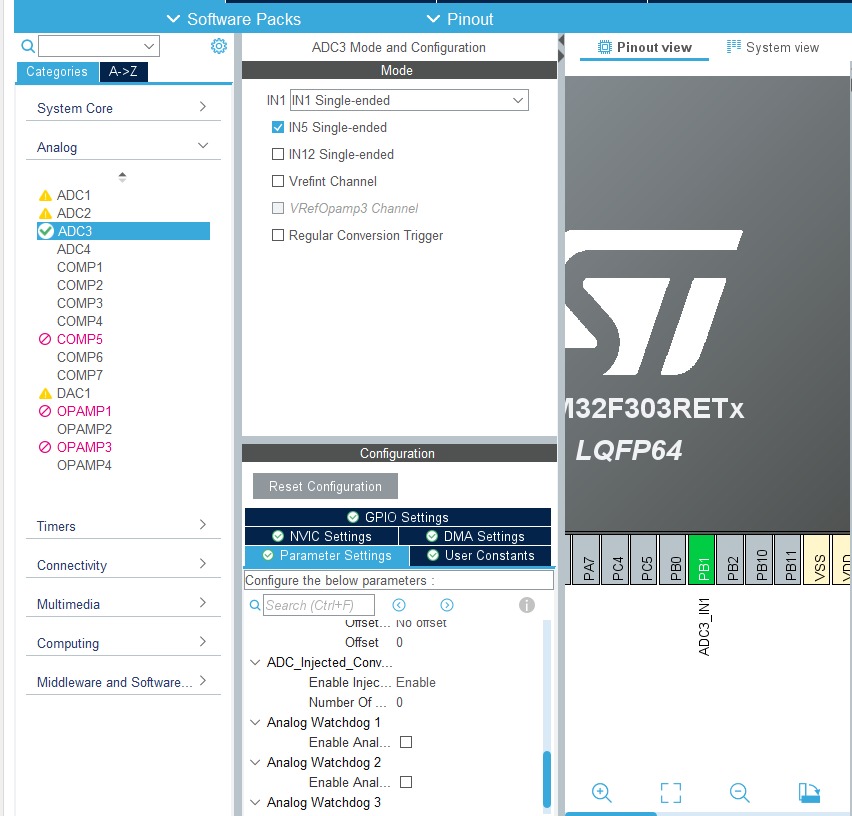 Software Packs
Pinout
Categories
A->Z
System Core
Analog
ADC1
ADC2
ADC3
ADC4
COMP1
COMP2
COMP3
COMP4
COMP5
COMP6
COMP7
DAC1
OPAMP1
OPAMP2
OPAMP3
OPAMP4
Timers
Connectivity
Multimedia
Computing
Middleware and Software...
ADC3 Mode and Configuration
Mode
IN1 IN1 Single-ended
IN5 Single-ended
IN12 Single-ended
Vrefint Channel
VRefOpamp3 Channel
Regular Conversion Trigger
Configuration
Reset Configuration
GPIO Settings
NVIC Settings
DMA Settings
Parameter Settings
User Constants
Configure the below parameters :
Search (Ctrl+F)
Offset... No offset
Offset 0
ADC_Injected_Conv...
Enable Injec... Enable
Number Of ... 0
Analog Watchdog 1
Enable Anal...
Analog Watchdog 2
Enable Anal...
Analog Watchdog 3
Pinout view
System view
ST
M32F303RETx
LQFP64
PA7
PC4
PC5
PB0
PB1
PB2
PB10
PB11
VSS
VDD
ADC3_IN1